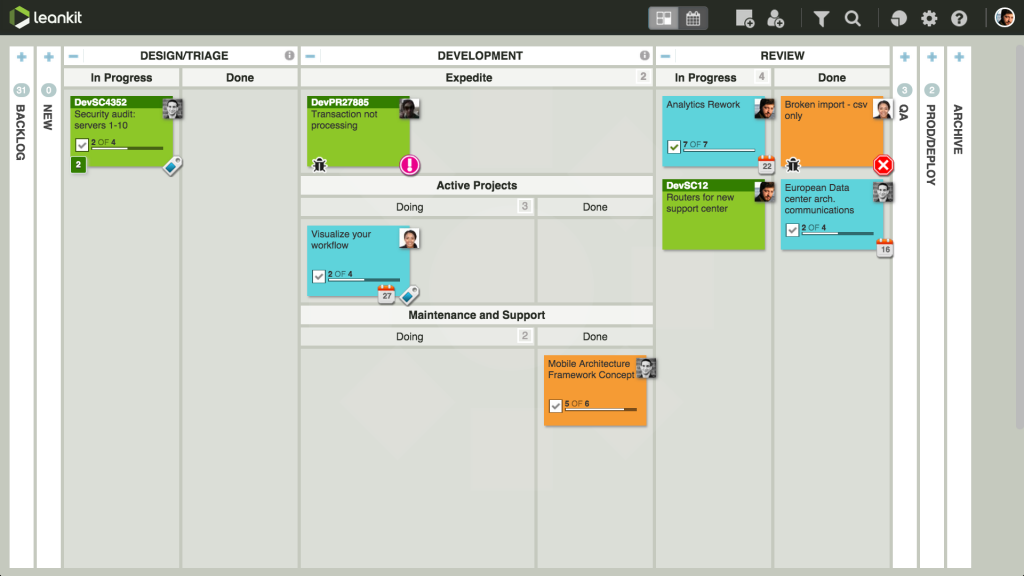 leankit
DESIGN/TRIAGE
DEVELOPMENT
REVIEW
In Progress
Done
Expedite
2
In Progress
4
Done
31
BACKLOG
0
NEW
3
QA
2
PROD/DEPLOY
ARCHIVE
DevSC4352
Security audit:
servers 1-10
2 OF 4
2
DevPR27885
Transaction not
processing
Analytics Rework
7 OF 7
22
Broken import - csv
only
DevSC12
Routers for new
support center
European Data
center arch.
communications
2 OF 4
16
Active Projects
Doing
3
Done
Visualize your
workflow
2 OF 4
27
Maintenance and Support
Doing
2
Done
Mobile Architecture
Framework Concept
5 OF 6